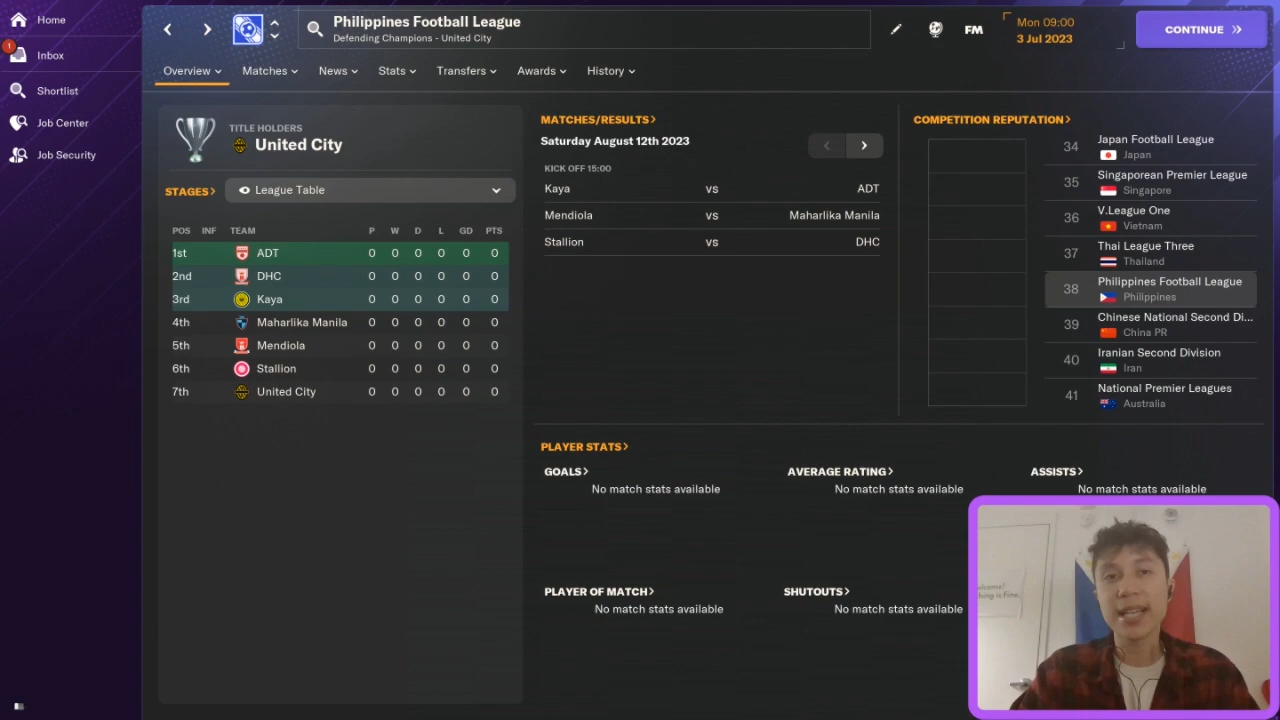 Home
1
Inbox
Shortlist
Job Center
Job Security
Philippines Football League
Defending Champions - United City
FM
Mon 09:00
3 Jul 2023
CONTINUE
Overview
Matches
News
Stats
Transfers
Awards
History
TITLE HOLDERS
United City
STAGES
League Table
POS INF TEAM P W D L GD PTS
1st ADT 0 0 0 0 0 0
2nd DHC 0 0 0 0 0 0
3rd Kaya 0 0 0 0 0 0
4th Maharlika Manila 0 0 0 0 0 0
5th Mendiola 0 0 0 0 0 0
6th Stallion 0 0 0 0 0 0
7th United City 0 0 0 0 0 0
MATCHES/RESULTS
Saturday August 12th 2023
KICK OFF 15:00
Kaya vs ADT
Mendiola vs Maharlika Manila
Stallion vs DHC
COMPETITION REPUTATION
34 Japan Football League
Japan
35 Singaporean Premier League
Singapore
36 V.League One
Vietnam
37 Thai League Three
Thailand
38 Philippines Football League
Philippines
39 Chinese National Second Di...
China PR
40 Iranian Second Division
Iran
41 National Premier Leagues
Australia
PLAYER STATS
GOALS
No match stats available
AVERAGE RATING
No match stats available
ASSISTS
No match stats available
PLAYER OF MATCH
No match stats available
SHUTOUTS
No match stats available